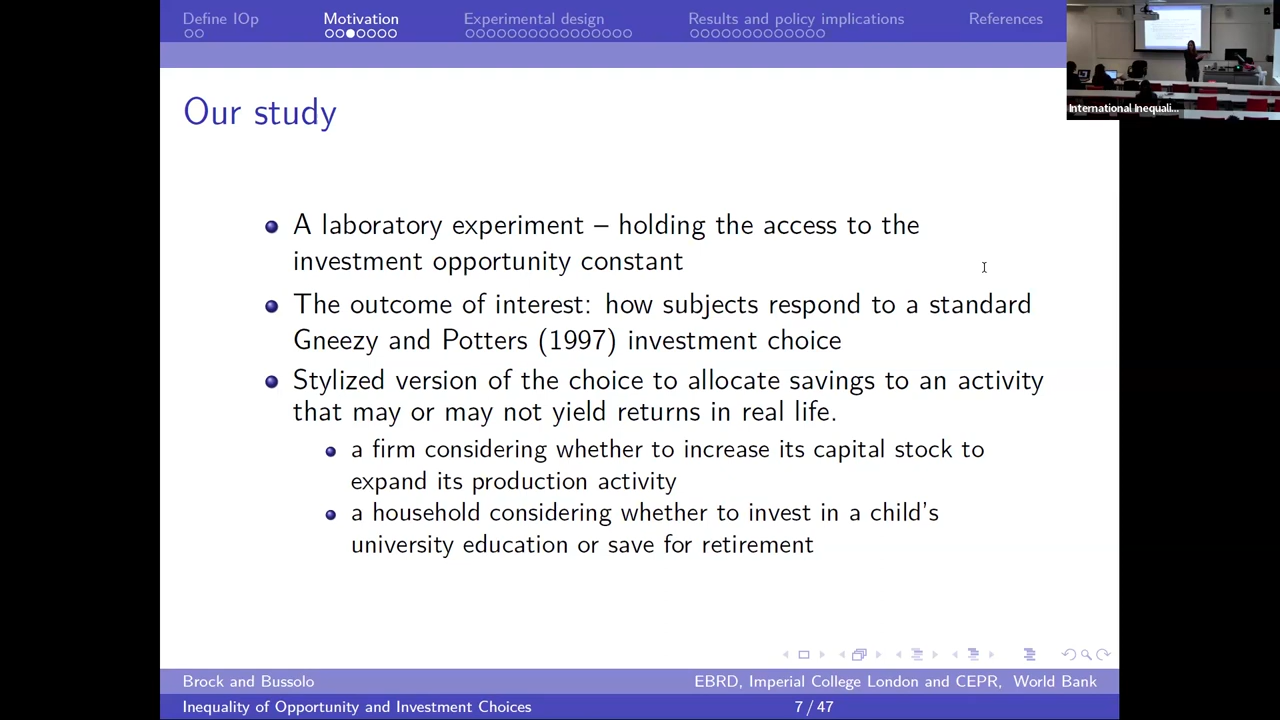 Define IOp
Motivation
Experimental design
Results and policy implications
References
International Inequali...
Our study
A laboratory experiment – holding the access to the
investment opportunity constant
The outcome of interest: how subjects respond to a standard
Gneezy and Potters (1997) investment choice
Stylized version of the choice to allocate savings to an activity
that may or may not yield returns in real life.
a firm considering whether to increase its capital stock to
expand its production activity
a household considering whether to invest in a child's
university education or save for retirement
Brock and Bussolo
EBRD, Imperial College London and CEPR, World Bank
Inequality of Opportunity and Investment Choices
7 / 47